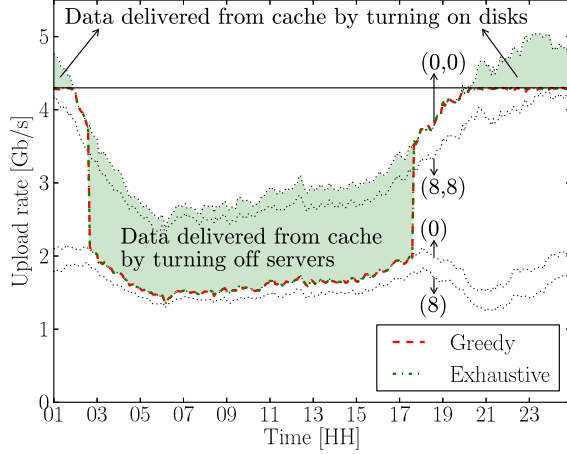 Data delivered from cache by turning on disks
5
(0,0)
4
3
(8,8)
(0)
Data delivered from cache
by turning off servers
2
(8)
1
Greedy
Exhaustive
0
01 03 05 07 09 11 13 15 17 19 21 23
Time [HH]
Upload rate [Gb/s]